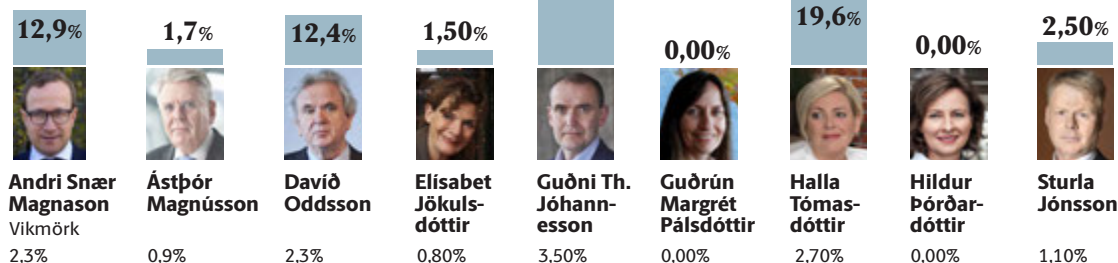 12,9%
1,7%
12,4%
1,50%
0,00%
19,6%
0,00%
2,50%
Andri Snær
Magnason
Vikmörk
2,3%
Ástþór
Magnússon
0,9%
Davíð
Oddsson
2,3%
Elísabet
Jökuls-
dóttir
0,80%
Guðni Th.
Jóhann-
esson
3,50%
Guðrún
Margrét
Pálsdóttir
0,00%
Halla
Tómas-
dóttir
2,70%
Hildur
Þórðar-
dóttir
0,00%
Sturla
Jónsson
1,10%